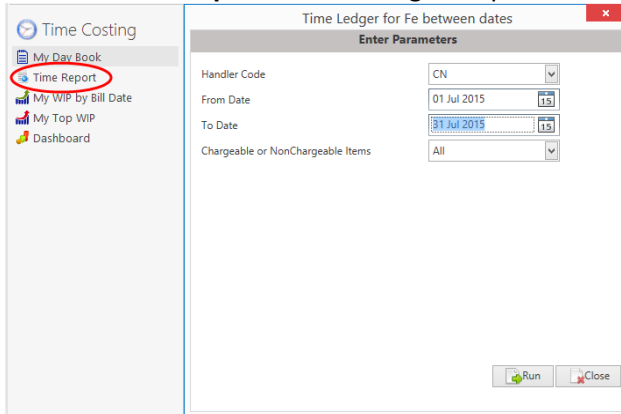 Time Costing
My Day Book
Time Report
My WIP by Bill Date
My Top WIP
Dashboard
Time Ledger for Fe between dates
Enter Parameters
Handler Code CN
From Date 01 Jul 2015 15
To Date 31 Jul 2015 15
Chargeable or NonChargeable Items All
Run Close